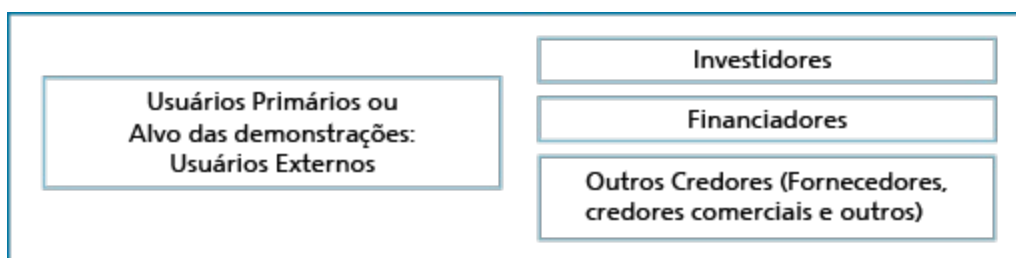 Usuários Primários ou
Alvo das demonstrações:
Usuários Externos
Investidores
Financiadores
Outros Credores (Fornecedores,
credores comerciais e outros)